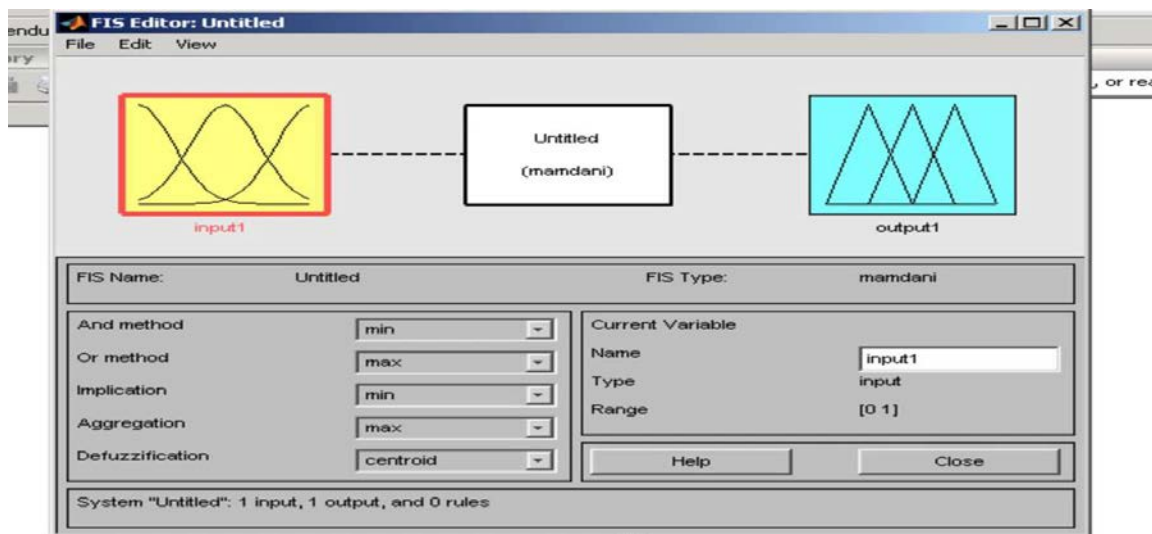 FIS Editor: Untitled
File Edit View
, or rea
Untitled
(mamdani)
input1
output1
FIS Name: Untitled FIS Type: mamdani
And method min
Or method max
Implication min
Aggregation max
Defuzzification centroid
Current Variable
Name input1
Type input
Range [0 1]
Help Close
System "Untitled": 1 input, 1 output, and 0 rules